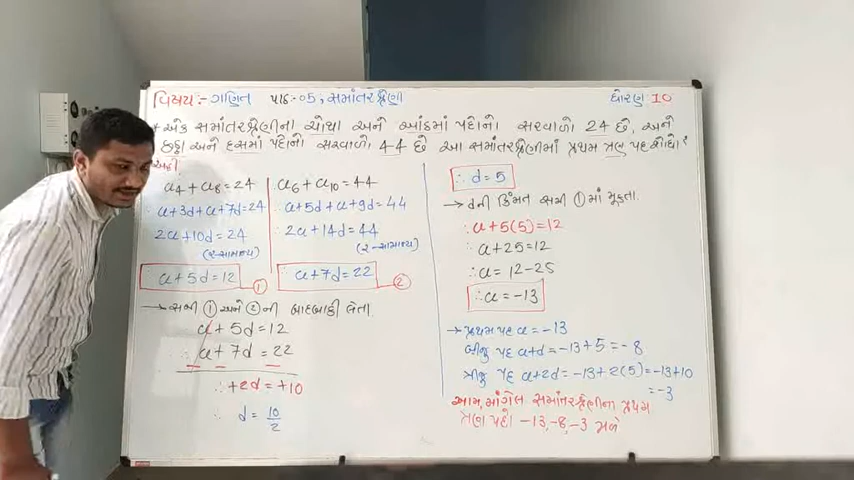 વિષય:- ગણિત પાઠ:-05, સમાંતર શ્રેણી ધોરણ: 10
* એક સમાંતરશ્રેણીના ચોથા અને આઠમાં પદોનો સરવાળો 24 છે, અને
છઠ્ઠા અને દસમાં પદોનો સરવાળો 44 છે આ સમાંતરશ્રેણીમાં પ્રથમ ત્રણ પદ શોધો?
અહી
a₄ + a₈ = 24
∴ a+3d+a+7d=24
2a+10d=24
(૨-સામાન્ય)
∴ a+5d=12 —①
a₆ + a₁₀ = 44
∴ a+5d+a+9d=44
∴ 2a+14d=44
(૨-સામાન્ય)
∴ a+7d=22 —②
→ સમી ① અને ② ની બાદબાકી લેતા
a+5d=12
∴ a+7d=22
− − −
∴ +2d=+10
∴ d=10/2
∴ d=5
→ dની કિંમત સમી ① માં મૂકતા.
∴ a+5(5)=12
∴ a+25=12
∴ a=12-25
∴ a=-13
→ પ્રથમ પદ a=-13
બીજુ પદ a+d=-13+5=-8
ત્રીજુ પદ a+2d=-13+2(5)=-13+10
=-3
આમ, માંગેલ સમાંતરશ્રેણીના પ્રથમ
ત્રણ પદો -13,-8,-3 મળે